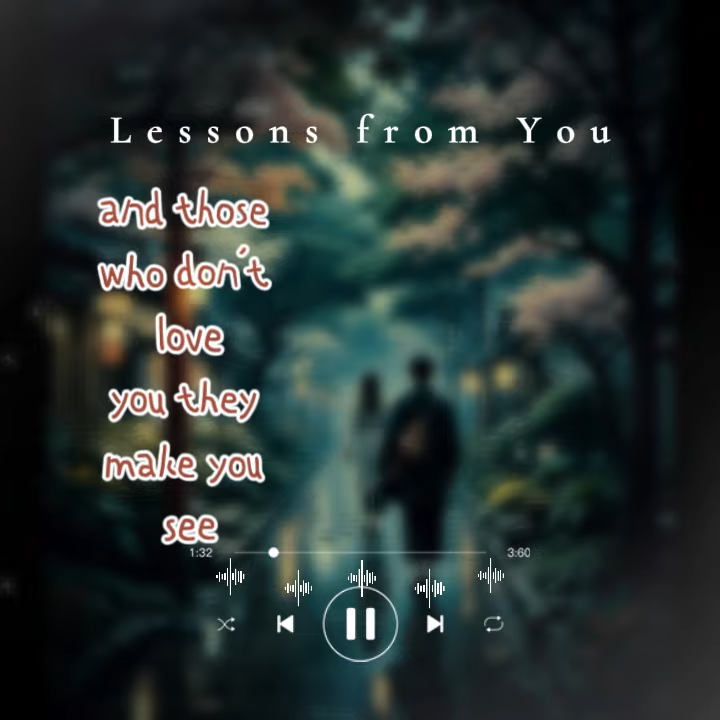 Lessons from You
and those
who don't
love
you they
make you
see
1:32 3:60